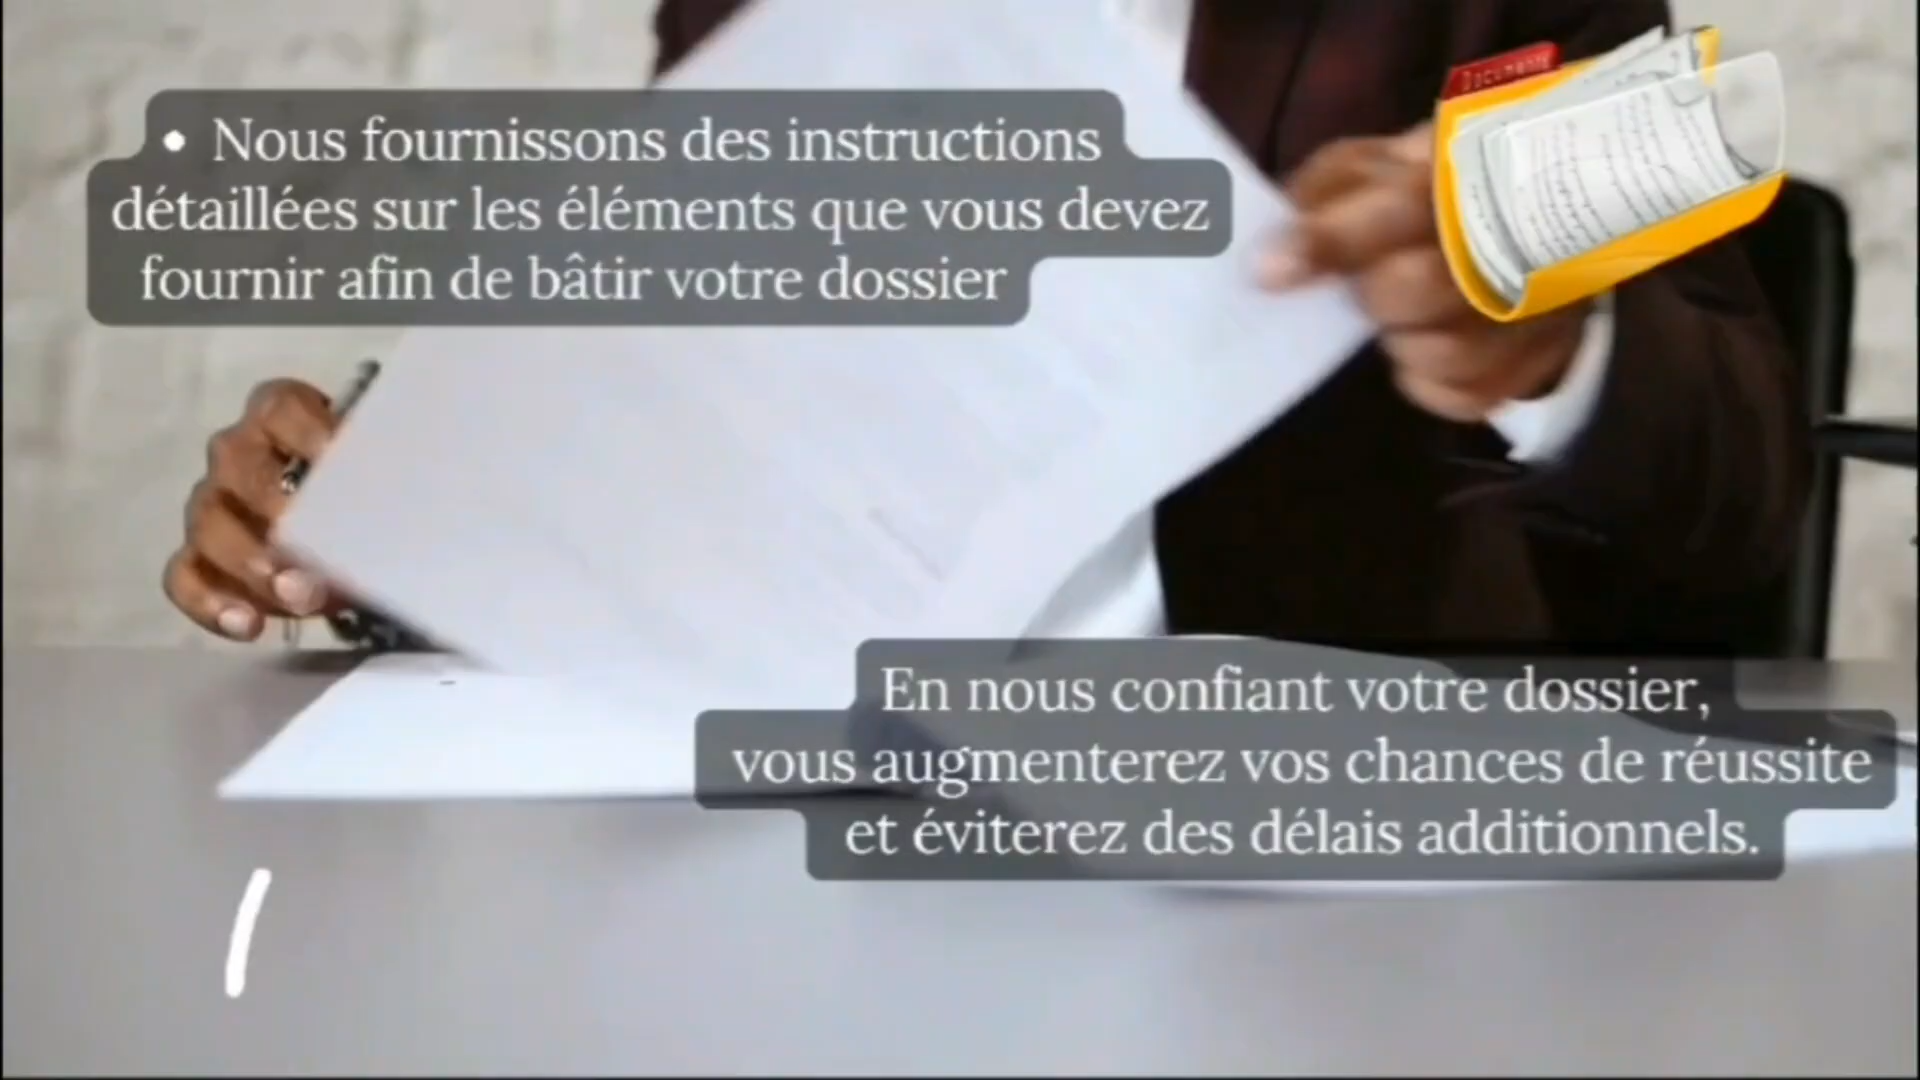 • Nous fournissons des instructions
détaillées sur les éléments que vous devez
fournir afin de bâtir votre dossier
DOCUMENTS
En nous confiant votre dossier,
vous augmenterez vos chances de réussite
et éviterez des délais additionnels.